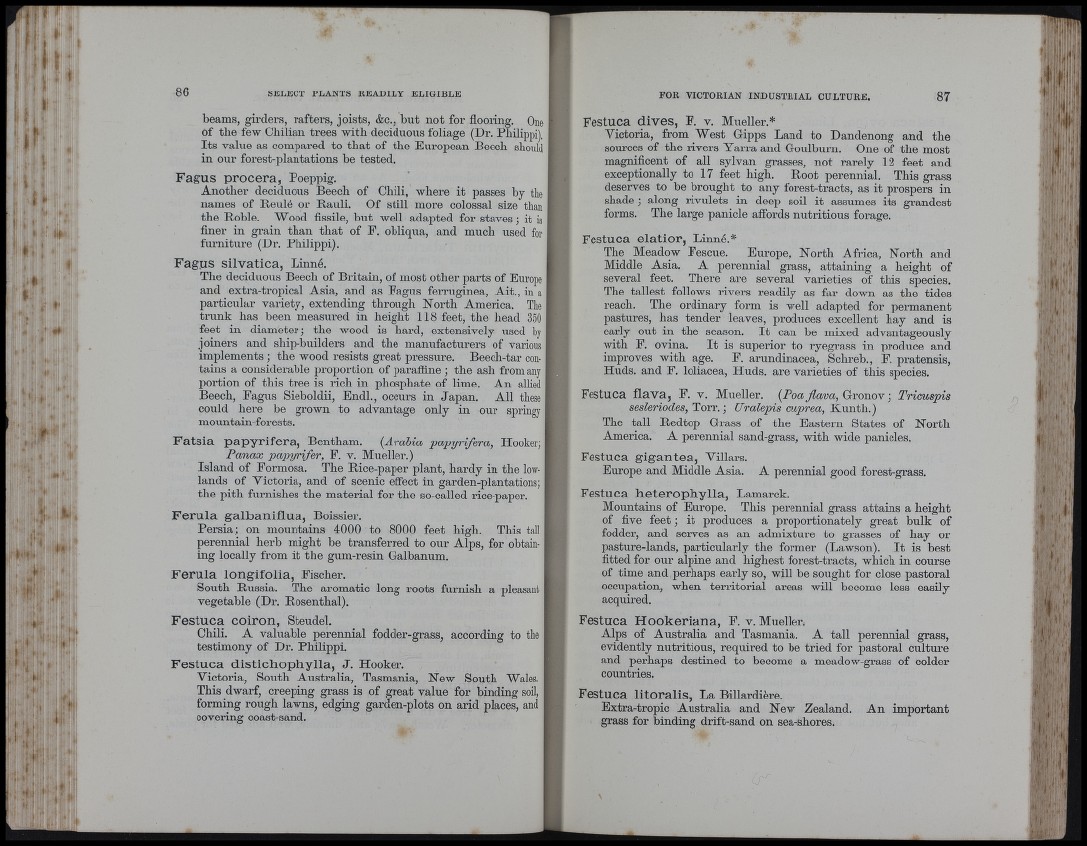 86 SELECT PLANTS READILY ELIGIBLE
beams, girders, rafters, joists, &c., but not for flooring. One
of the few Chilian trees with deciduous foliage (Dr. Philippi).
Its value as compared to that of the European Beech should
in our forest-plantations be tested.
Fagus procera, Poeppig.
Another deciduous Beech of Chili, where it passes by the
names of Reulé or Rauli. Of still more colossal size than
the Roble. Wood fissile, but well adapted for staves; it is
finer in grain than that of F. obliqua, and much used for
furniture (Dr. Philippi).
Fagus silvatica, Linné.
The deciduous Beech of Britain, of most other parts of Europe
and extra-tropical Asia, and as Fagus ferruginea, Ait., in a
particular variety, extending through North America. The
trunk has been measured in height 118 feet, the head 350
feet in diameter; the wood is hard, extensively used by
joiners and ship-builders and the manufacturers of various
implements; the wood resists great pressure. Beech-tar con-
tains a considerable proportion of paraffine; the ash from any
portion of this tree is rich in phosphate of lime. An allied
Beech, Fagus Sieboldii, Endl., occurs in Japan. All these
could here be grown to advantage only in our springy
mountain-forests.
Fatsia papyrifera, Bentham. (Aralia papyrifera, Hooker;
Panax papyrifer, F. v. Mueller.)
Island of Formosa. The Rice-paper plant, hardy in the low-
lands of Victoria, and of scenic effect in garden-plantations;
the pith furnishes the material for the so-called rice-paper.
Ferula galbaniflua, Boissier.
Persia; on mountains 4000 to 8000 feet high. This tall
perennial herb might be transferred to our Alps, for obtain-
ing locally from it the gum-resin Galbanum.
Ferula longifolia, Fischer.
South Russia. The aromatic long roots furnish a pleasant
vegetable (Dr. Rosenthal).
Festuca coiron, Steudel.
Chili. A valuable perennial fodder-grass, according to the
testimony of Dr. Philippi.
Festuca distichophylla, J. Hooker.
Victoria, South Australia, Tasmania, New South Wales.
This dwarf, creeping grass is of great value for binding soil,
forming rough lawns, edging garden-plots on arid places, and
covering coast-sand.
FOR VICTORIAN INDUSTRIAL CULTURE. 87
Festuca dives, F. v. Mueller.*
Victoria, from West Gipps Land to Dandenong and the
sources of the rivers Yarra and Goulburn. One of the most
magnificent of all sylvan grasses, not rarely 12 feet and
exceptionally to 17 feet high. Root perennial. This grass
deserves to be brought to any forest-tracts, as it prospers in
shade; along rivulets in deep soil it assumes its grandest
forms. The large panicle affords nutritious forage.
Festuca elatior, Linné.*
The Meadow Fescue. Europe, North Africa, North and
Middle Asia. A perennial grass, attaining a height of
several feet. There are several varieties of this species.
The tallest follows rivers readily as far down as the tides
reach. The ordinary form is well adapted for permanent
pastures, has tender leaves, produces excellent hay and is
early out in the season. It can be mixed advantageously
with F. ovina. It is superior to ryegrass in produce and
improves with age. F. arundinacea, Schreb., F. pratensis,
Huds. and F. loliacea, Huds. are varieties of this species.
Festuca flava, F. v. Mueller. (Poa flava, Gronov; Tricuspis
sesleriodes, Torr.; Uralepis cuprea, Kunth.)
The tall Redtop Grass of the Eastern States of North
America. A perennial sand-grass, with wide panicles.
Festuca gigantea, Villars.
Europe and Middle Asia. A perennial good forest-grass.
Festuca heterophylla, Lamarck.
Mountains of Europe. This perennial grass attains a height
of five feet; it produces a proportionately great bulk of
fodder, and serves as an admixture to grasses of hay or
pasture-lands, particularly the former (Lawson). It is best
fitted for our alpine and highest forest-tracts, which in course
of time and perhaps early so, will be sought for close pastoral
occupation, when territorial areas will become less easily
acquired.
Festuca Hookeriana, F. v. Mueller.
Alps of Australia and Tasmania. A tall perennial grass,
evidently nutritious, required to be tried for pastoral culture
and perhaps destined to become a meadow-grass of colder
countries.
Festuca litoralis, La Billardière.
Extra-tropic Australia and New Zealand. An important
grass for binding drift-sand on sea-shores.